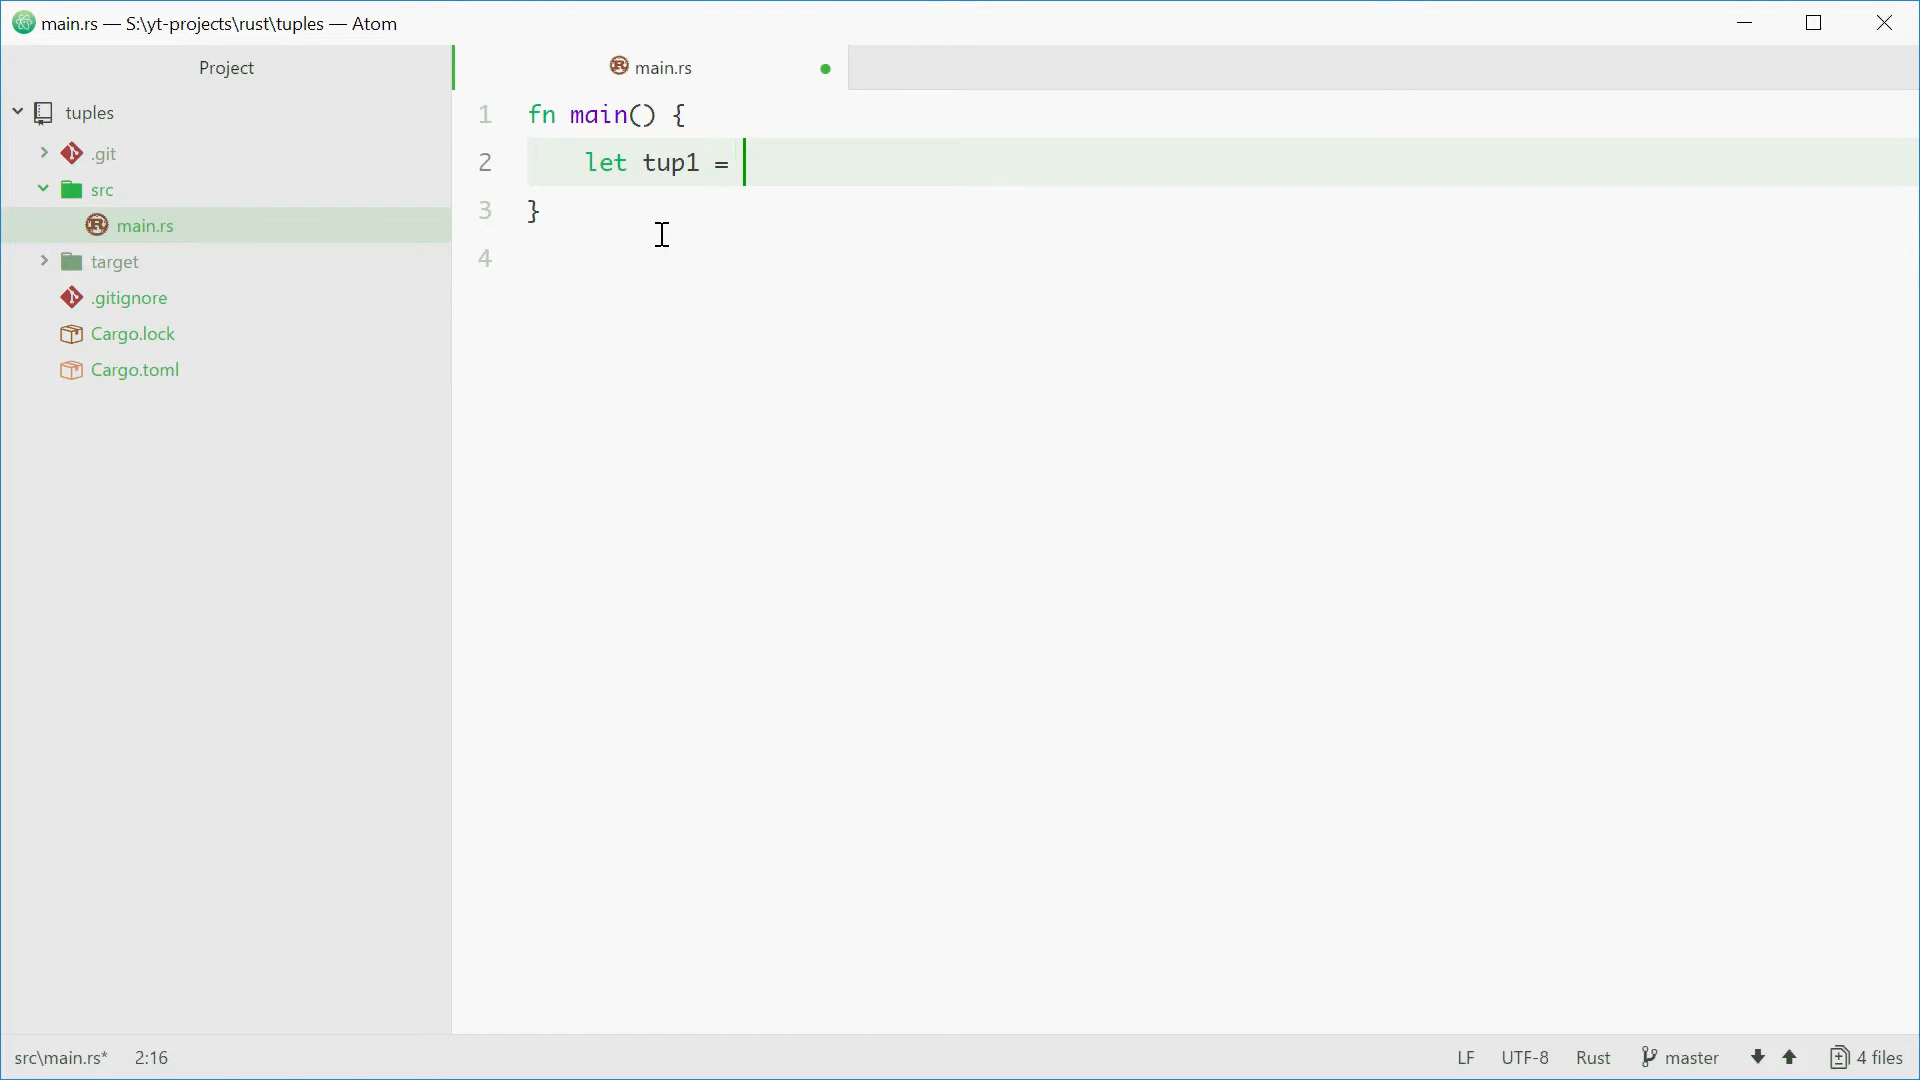 main.rs — S:\yt-projects\rust\tuples — Atom
Project
main.rs
tuples
.git
src
main.rs
target
.gitignore
Cargo.lock
Cargo.toml
1 fn main() {
2 let tup1 =
3 }
4
src\main.rs* 2:16 LF UTF-8 Rust master 4 files